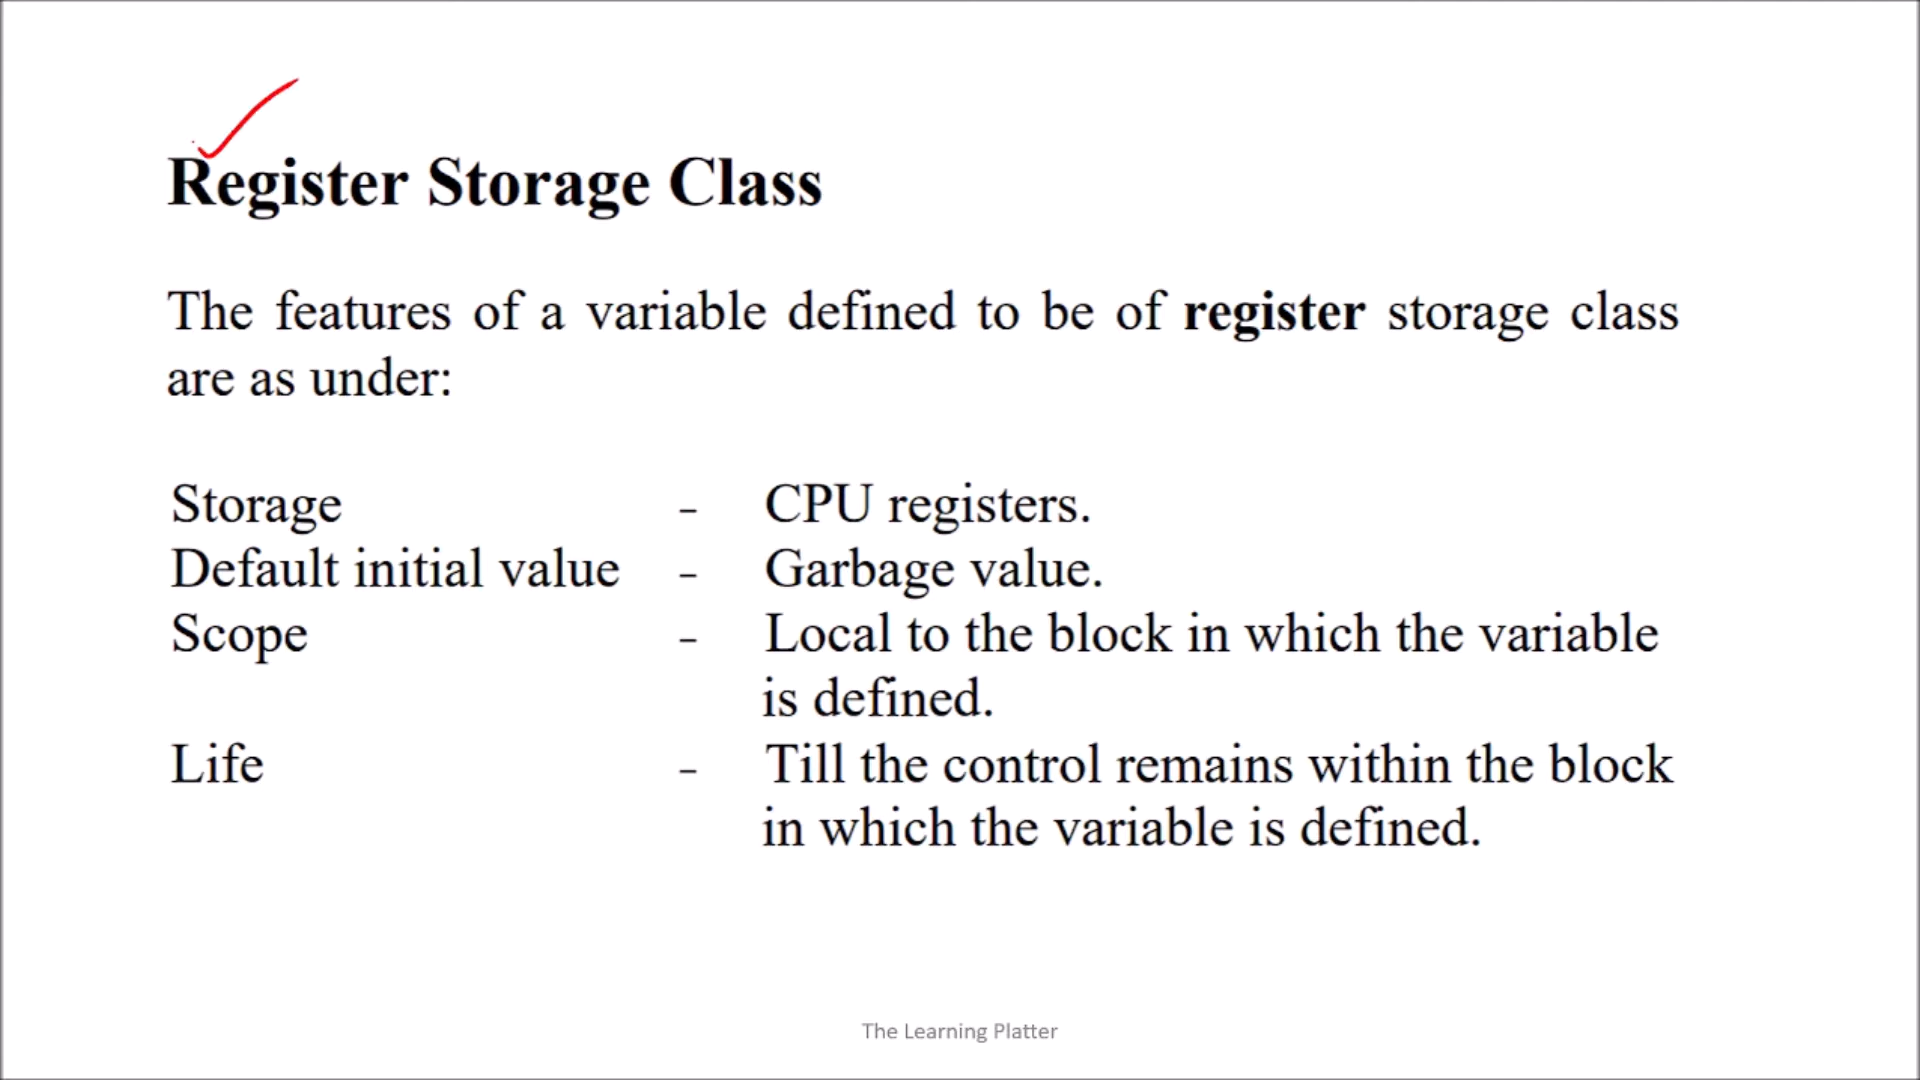 Register Storage Class
The features of a variable defined to be of register storage class
are as under:
Storage - CPU registers.
Default initial value - Garbage value.
Scope - Local to the block in which the variable
is defined.
Life - Till the control remains within the block
in which the variable is defined.
The Learning Platter